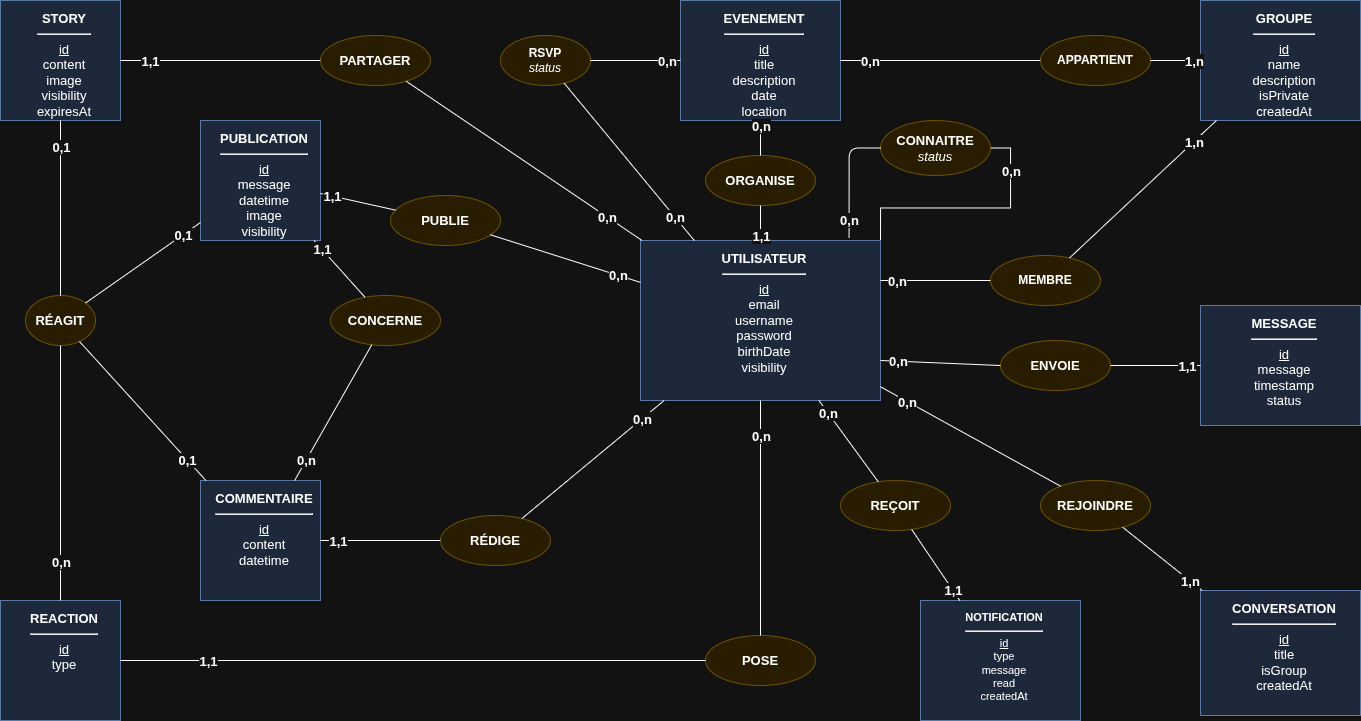 STORY
id
content
image
visibility
expiresAt
1,1
PARTAGER
RSVP
status
0,n
EVENEMENT
id
title
description
date
location
0,n
APPARTIENT
1,n
GROUPE
id
name
description
isPrivate
createdAt
0,1
PUBLICATION
id
message
datetime
image
visibility
1,1
PUBLIE
0,n
0,n
0,n
ORGANISE
1,1
CONNAITRE
status
0,n
0,n
1,n
0,1
1,1
0,n
UTILISATEUR
id
email
username
password
birthDate
visibility
0,n
MEMBRE
RÉAGIT
CONCERNE
0,n
ENVOIE
1,1
MESSAGE
id
message
timestamp
status
0,n
0,n
0,n
0,n
0,1
0,n
COMMENTAIRE
id
content
datetime
1,1
RÉDIGE
REÇOIT
REJOINDRE
0,n
1,1
1,n
REACTION
id
type
1,1
POSE
NOTIFICATION
id
type
message
read
createdAt
CONVERSATION
id
title
isGroup
createdAt